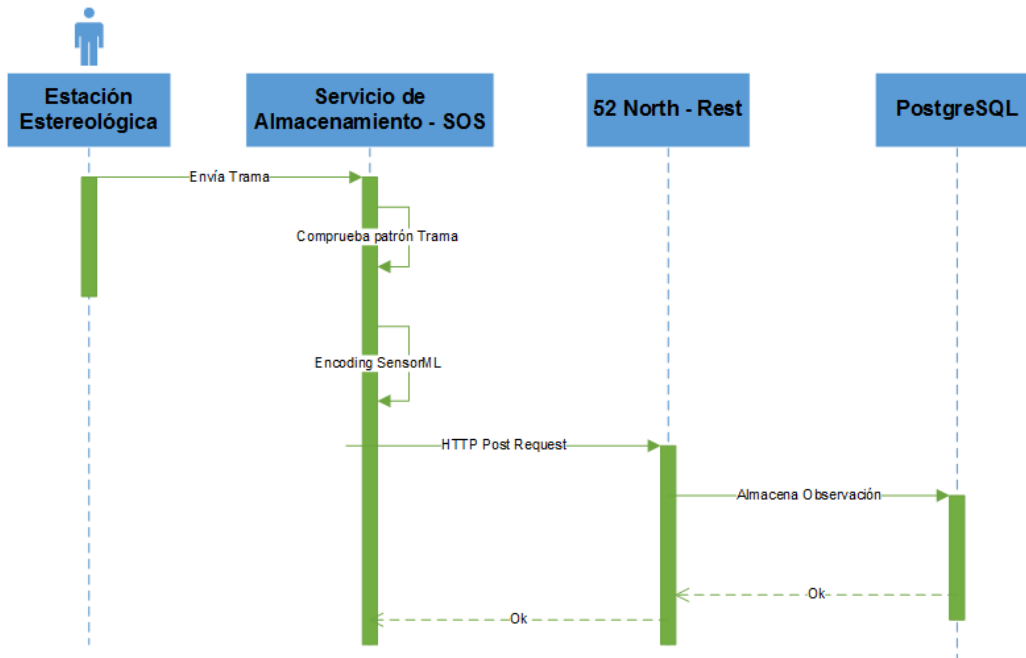 Estación
Estereológica
Servicio de
Almacenamiento - SOS
52 North - Rest
PostgreSQL
Envía Trama
Comprueba patrón Trama
Encoding SensorML
HTTP Post Request
Almacena Observación
Ok
Ok